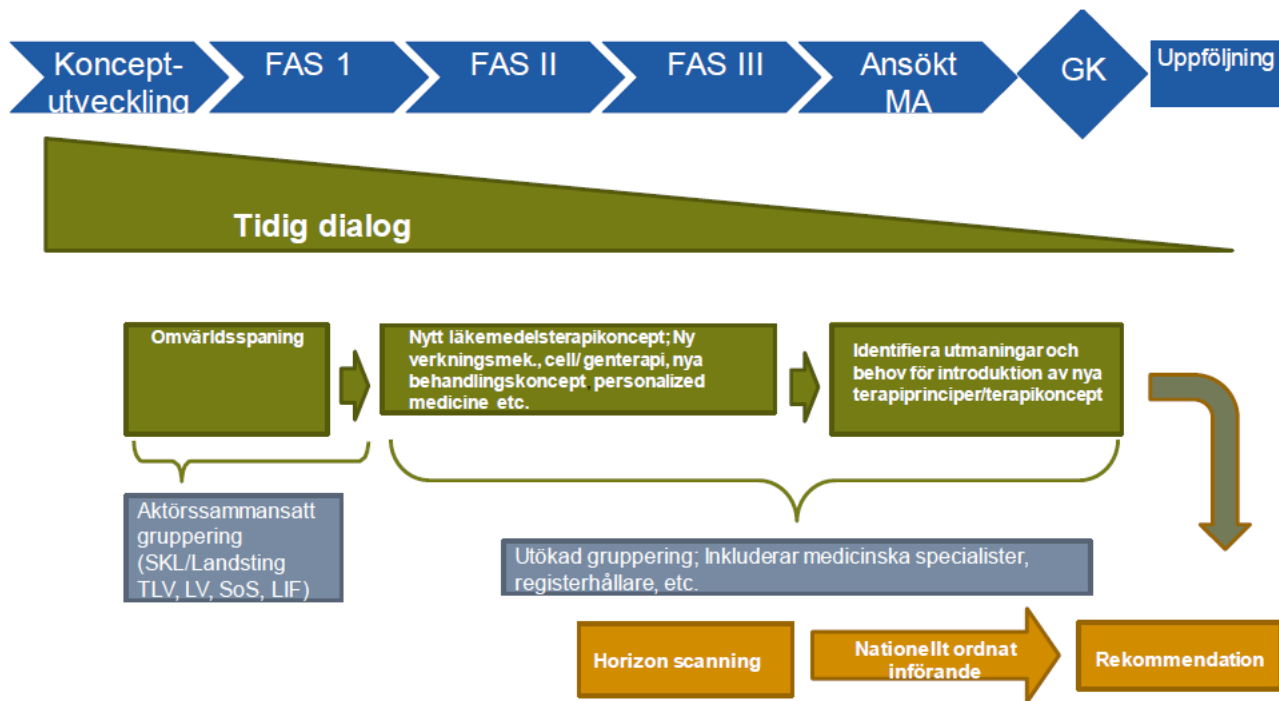 Koncept-
utveckling
FAS 1
FAS II
FAS III
Ansökt
MA
GK
Uppföljning
Tidig dialog
Omvärldsspaning
Nytt läkemedelsterapikoncept; Ny
verkningsmek., cell/ genterapi, nya
behandlingskoncept, personalized
medicine etc.
Identifiera utmaningar och
behov för introduktion av nya
terapiprinciper/terapikoncept
Aktörssammansatt
gruppering
(SKL/Landsting
TLV, LV, SoS, LIF)
Utökad gruppering; Inkluderar medicinska specialister,
registerhållare, etc.
Horizon scanning
Nationellt ordnat
införande
Rekommendation